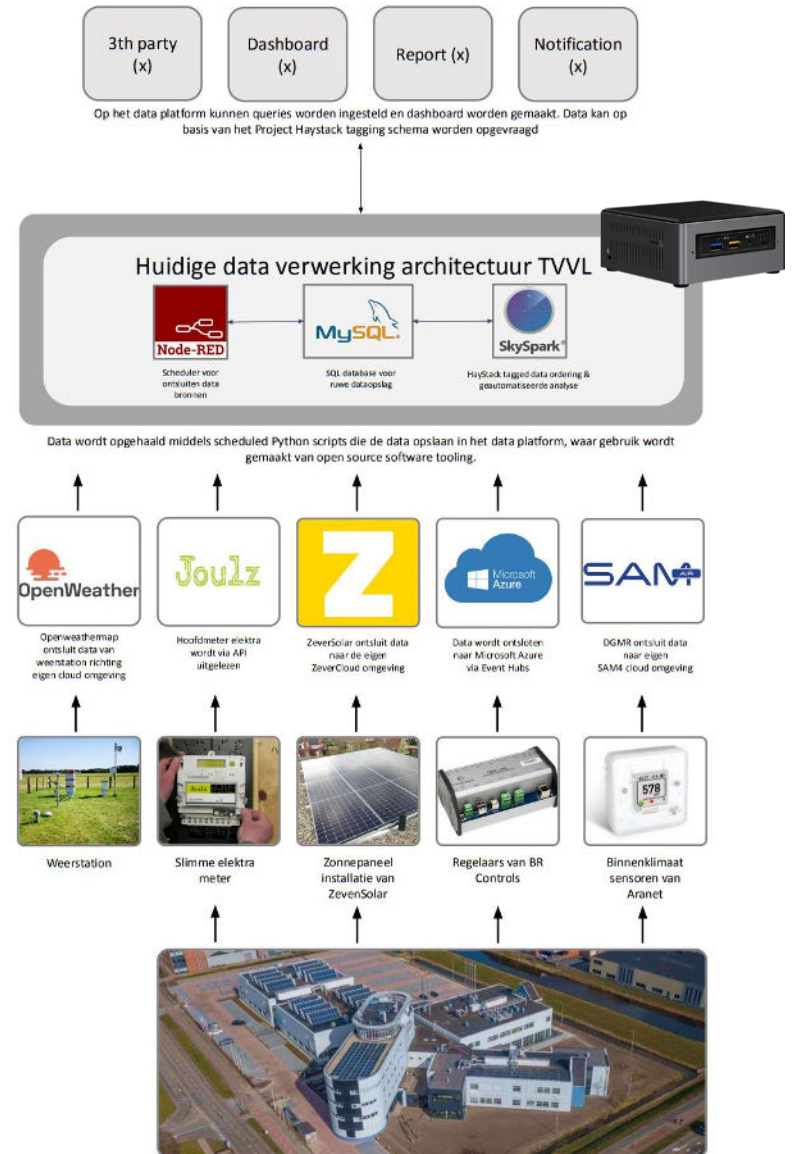 3th party
(x)
Dashboard
(x)
Report (x)
Notification
(x)
Op het data platform kunnen queries worden ingesteld en dashboard worden gemaakt. Data kan op
basis van het Project Haystack tagging schema worden opgevraagd
Huidige data verwerking architectuur TVVL
Node-RED
MySQL®
SkySpark®
Scheduler voor
ontsluiten data
bronnen
SQL database voor
ruwe dataopslag
HayStack tagged data ordering &
geautomatiseerde analyse
Data wordt opgehaald middels scheduled Python scripts die de data opslaan in het data platform, waar gebruik wordt
gemaakt van open source software tooling.
OpenWeather
Joulz
Z
Microsoft
Azure
SAM4
AIR
Openweathermap
ontsluit data van
weerstation richting
eigen cloud omgeving
Hoofdmeter elektra
wordt via API
uitgelezen
ZeverSolar ontsluit data
naar de eigen
ZeverCloud omgeving
Data wordt ontsloten
naar Microsoft Azure
via Event Hubs
DGMR ontsluit data
naar eigen
SAM4 cloud omgeving
Joulz
578
Weerstation
Slimme elektra
meter
Zonnepaneel
installatie van
ZevenSolar
Regelaars van BR
Controls
Binnenklimaat
sensoren van
Aranet